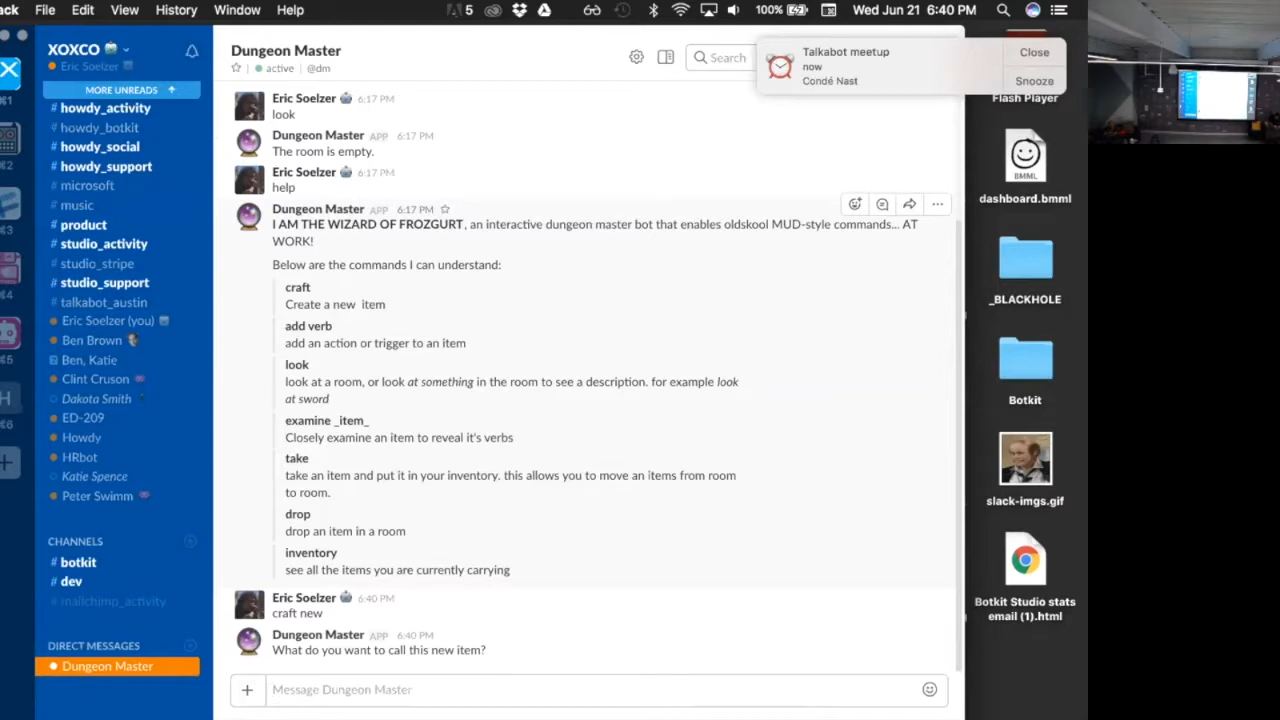 ack File Edit View History Window Help 5 100% Wed Jun 21 6:40 PM
XOXCO
Eric Soelzer
MORE UNREADS ↑
# howdy_activity
# howdy_botkit
# howdy_social
# howdy_support
# microsoft
# music
# product
# studio_activity
# studio_stripe
# studio_support
# talkabot_austin
Eric Soelzer (you)
Ben Brown
Ben, Katie
Clint Cruson
Dakota Smith
ED-209
Howdy
HRbot
Katie Spence
Peter Swimm
CHANNELS
# botkit
# dev
# mailchimp_activity
DIRECT MESSAGES
Dungeon Master
⌘1
⌘2
⌘3
⌘4
⌘5
H
⌘6
Dungeon Master
active | @dm
Search
Talkabot meetup
now
Condé Nast
Close
Snooze
Eric Soelzer 6:17 PM
look
Dungeon Master APP 6:17 PM
The room is empty.
Eric Soelzer 6:17 PM
help
Dungeon Master APP 6:17 PM
I AM THE WIZARD OF FROZGURT, an interactive dungeon master bot that enables oldskool MUD-style commands... AT
WORK!
Below are the commands I can understand:
craft
Create a new item
add verb
add an action or trigger to an item
look
look at a room, or look at something in the room to see a description. for example look
at sword
examine _item_
Closely examine an item to reveal it's verbs
take
take an item and put it in your inventory. this allows you to move an items from room
to room.
drop
drop an item in a room
inventory
see all the items you are currently carrying
Eric Soelzer 6:40 PM
craft new
Dungeon Master APP 6:40 PM
What do you want to call this new item?
Message Dungeon Master
Flash Player
BMML
dashboard.bmml
_BLACKHOLE
Botkit
slack-imgs.gif
Botkit Studio stats
email (1).html